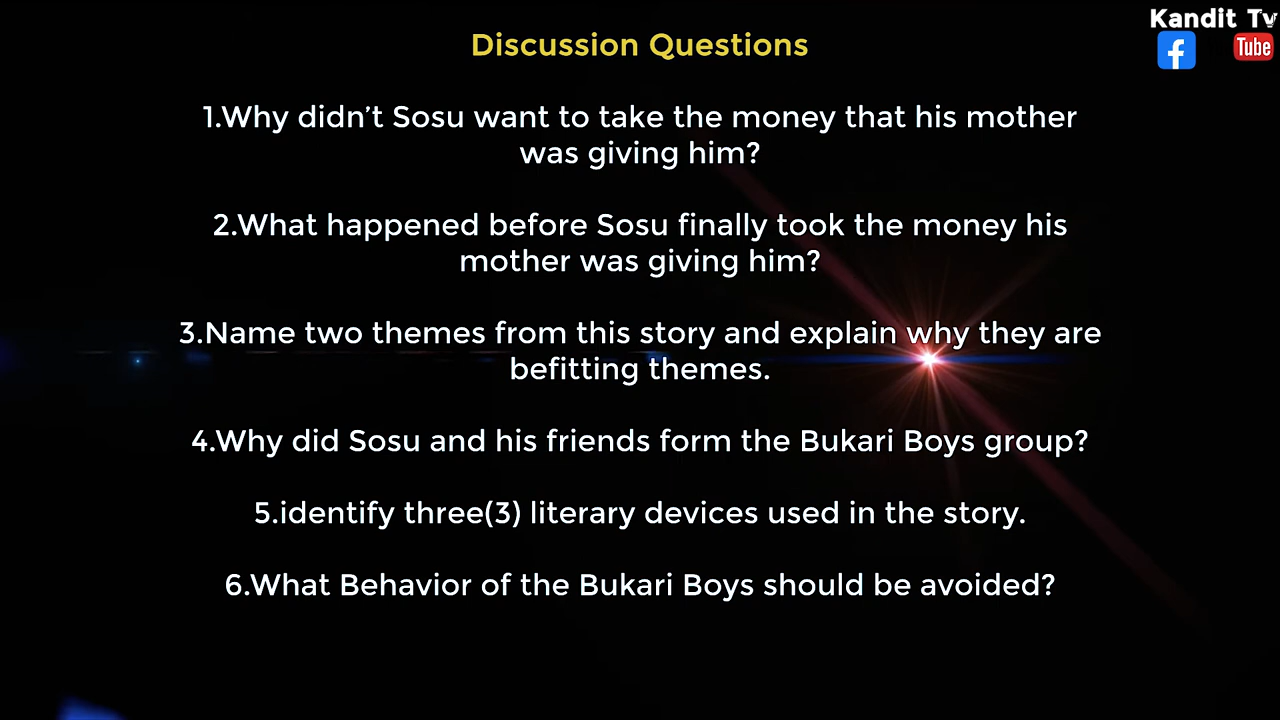 Kandit Tv
f
Tube
Discussion Questions
1.Why didn’t Sosu want to take the money that his mother
was giving him?
2.What happened before Sosu finally took the money his
mother was giving him?
3.Name two themes from this story and explain why they are
befitting themes.
4.Why did Sosu and his friends form the Bukari Boys group?
5.identify three(3) literary devices used in the story.
6.What Behavior of the Bukari Boys should be avoided?